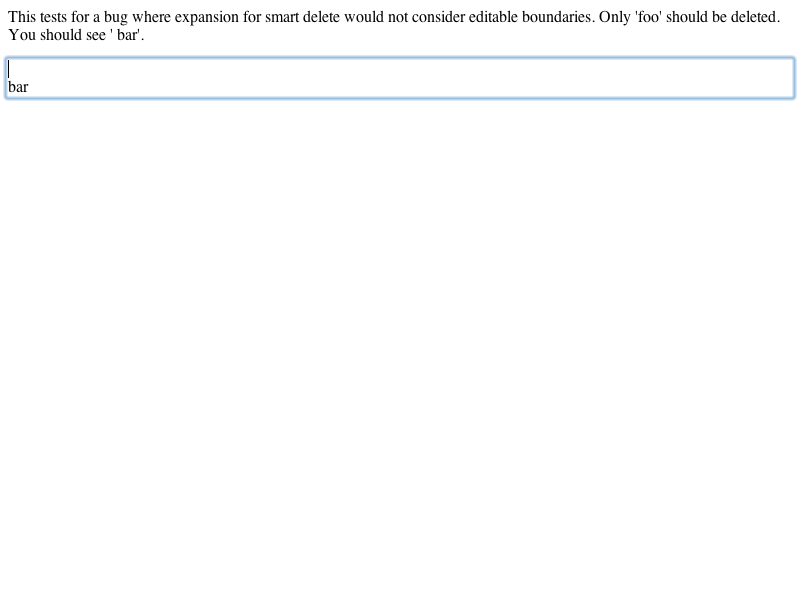 This tests for a bug where expansion for smart delete would not consider editable boundaries. Only 'foo' should be deleted.
You should see ' bar'.
bar